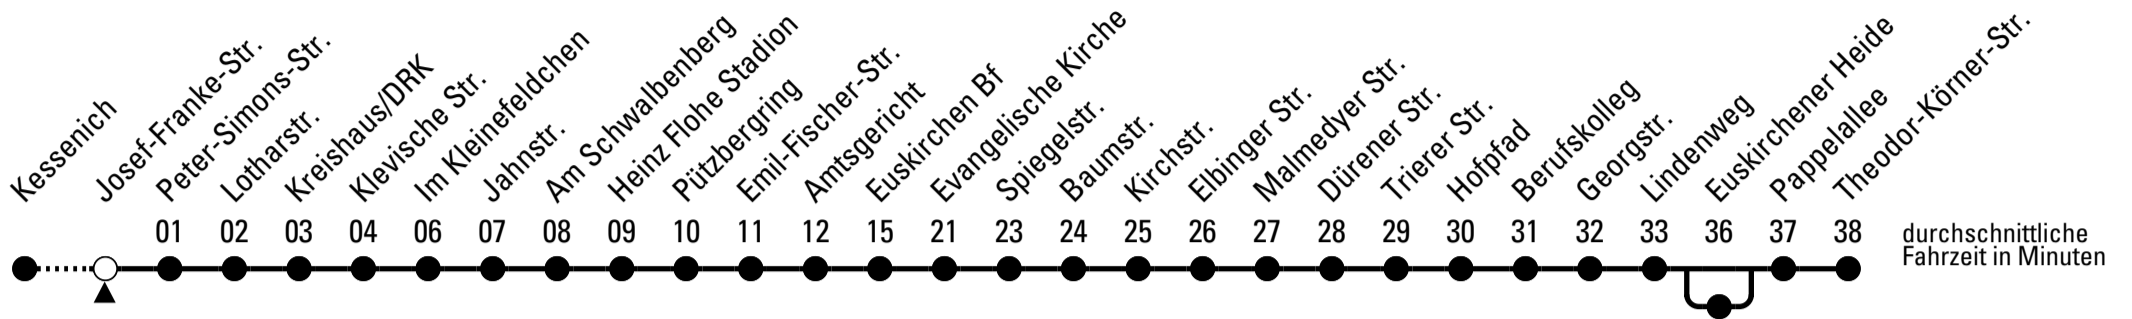 Kessenich
Josef-Franke-Str.
Peter-Simons-Str.
Lotharstr.
Kreishaus/DRK
Klevische Str.
Im Kleinefeldchen
Jahnstr.
Am Schwalbenberg
Heinz Flohe Stadion
Pützbergring
Emil-Fischer-Str.
Amtsgericht
Euskirchen Bf
Evangelische Kirche
Spiegelstr.
Baumstr.
Kirchstr.
Elbinger Str.
Malmedyer Str.
Dürener Str.
Trierer Str.
Hofpfad
Berufskolleg
Georgstr.
Lindenweg
Euskirchener Heide
Pappelallee
Theodor-Körner-Str.
01 02 03 04 06 07 08 09 10 11 12 15 21 23 24 25 26 27 28 29 30 31 32 33 36 37 38
durchschnittliche
Fahrzeit in Minuten